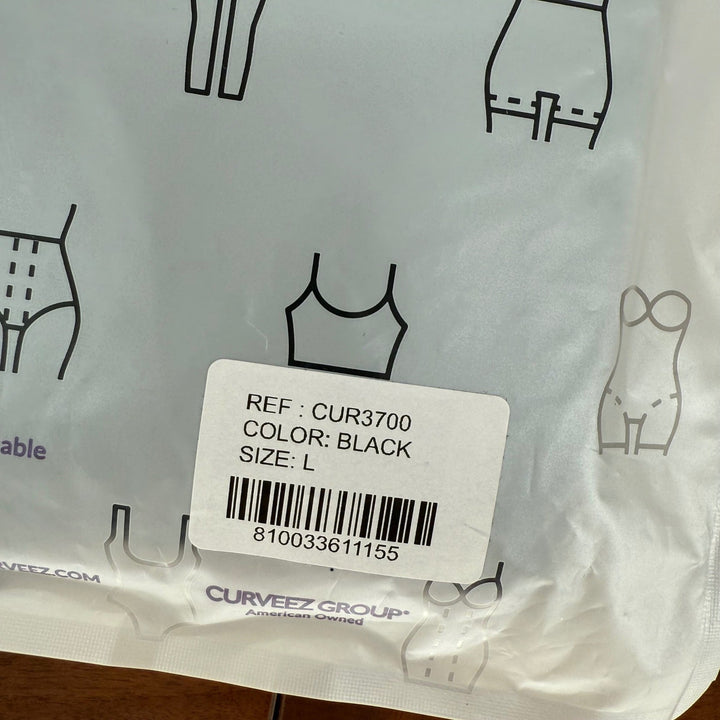 REF : CUR3700
COLOR: BLACK
SIZE: L
810033611155
able
VEEZ.COM
CURVEEZ GROUP®
American Owned